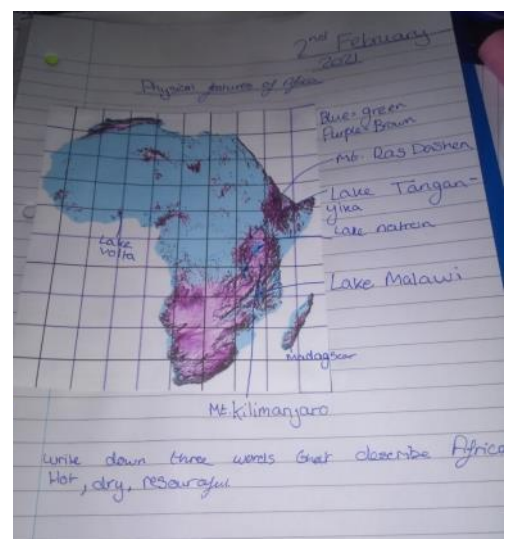 2nd February
2021
Physical features of Africa
Blue = green
Purple = Brown
Mt. Ras Dashen
Lake Tangan-
yika
Lake natron
Lake
Volta
Lake Malawi
Madagscar
Mt. Kilimanjaro
write down three words that describe Africa
Hot, dry, resourceful.